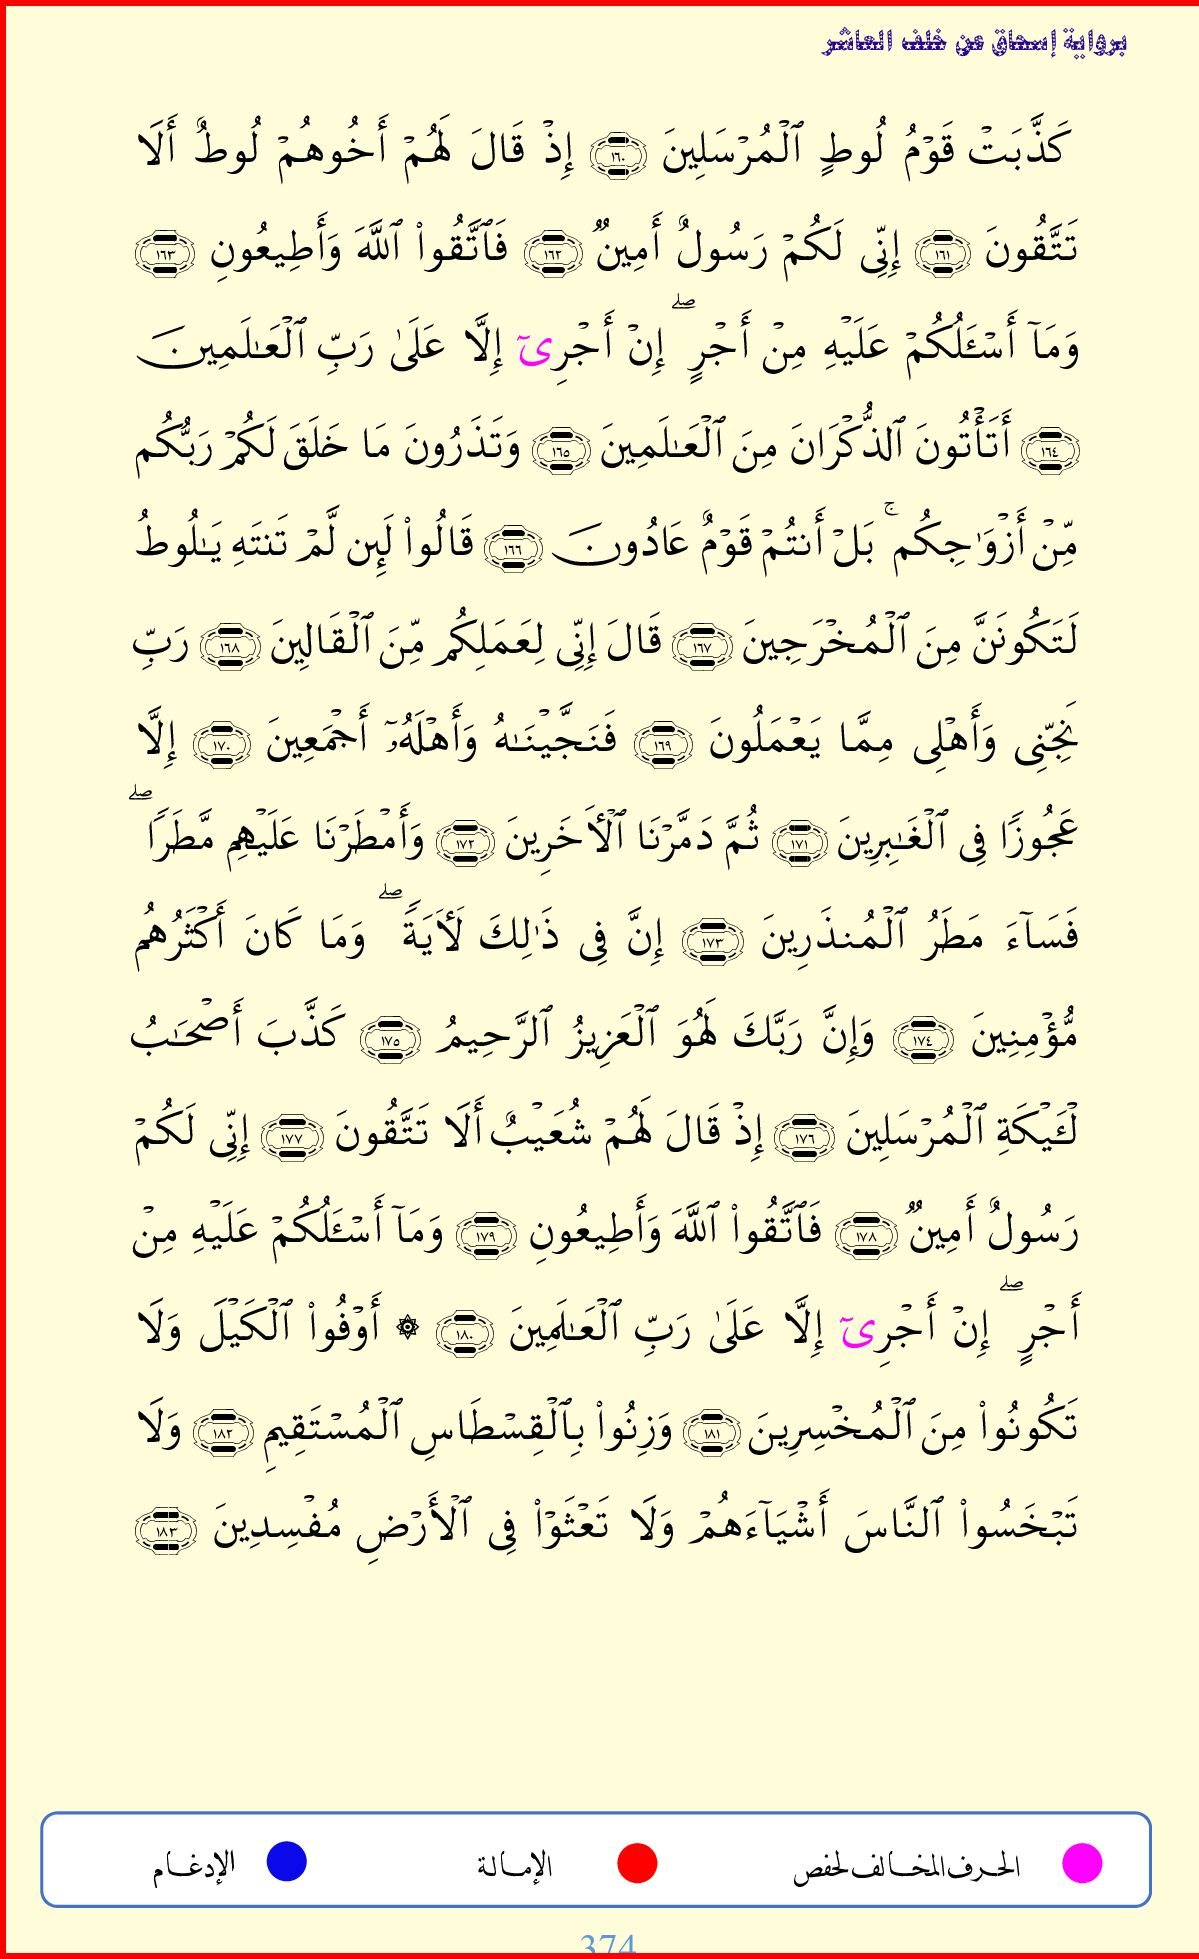 برواية إسحاق عن خلف العاشر
كَذَّبَتۡ قَوۡمُ لُوطٍ ٱلۡمُرۡسَلِينَ ١٦٠ إِذۡ قَالَ لَهُمۡ أَخُوهُمۡ لُوطٌ أَلَا
تَتَّقُونَ ١٦١ إِنِّي لَكُمۡ رَسُولٌ أَمِينٞ ١٦٢ فَٱتَّقُواْ ٱللَّهَ وَأَطِيعُونِ ١٦٣
وَمَآ أَسۡـَٔلُكُمۡ عَلَيۡهِ مِنۡ أَجۡرٍۖ إِنۡ أَجۡرِيٓ إِلَّا عَلَىٰ رَبِّ ٱلۡعَٰلَمِينَ
١٦٤ أَتَأۡتُونَ ٱلذُّكۡرَانَ مِنَ ٱلۡعَٰلَمِينَ ١٦٥ وَتَذَرُونَ مَا خَلَقَ لَكُمۡ رَبُّكُم
مِّنۡ أَزۡوَٰجِكُمۚ بَلۡ أَنتُمۡ قَوۡمٌ عَادُونَ ١٦٦ قَالُواْ لَئِن لَّمۡ تَنتَهِ يَٰلُوطُ
لَتَكُونَنَّ مِنَ ٱلۡمُخۡرَجِينَ ١٦٧ قَالَ إِنِّي لِعَمَلِكُم مِّنَ ٱلۡقَالِينَ ١٦٨ رَبِّ
نَجِّنِي وَأَهۡلِي مِمَّا يَعۡمَلُونَ ١٦٩ فَنَجَّيۡنَٰهُ وَأَهۡلَهُۥٓ أَجۡمَعِينَ ١٧٠ إِلَّا
عَجُوزٗا فِي ٱلۡغَٰبِرِينَ ١٧١ ثُمَّ دَمَّرۡنَا ٱلۡأٓخَرِينَ ١٧٢ وَأَمۡطَرۡنَا عَلَيۡهِم مَّطَرٗاۖ
فَسَآءَ مَطَرُ ٱلۡمُنذَرِينَ ١٧٣ إِنَّ فِي ذَٰلِكَ لَأٓيَةٗۖ وَمَا كَانَ أَكۡثَرُهُم
مُّؤۡمِنِينَ ١٧٤ وَإِنَّ رَبَّكَ لَهُوَ ٱلۡعَزِيزُ ٱلرَّحِيمُ ١٧٥ كَذَّبَ أَصۡحَٰبُ
لۡـَٔيۡكَةِ ٱلۡمُرۡسَلِينَ ١٧٦ إِذۡ قَالَ لَهُمۡ شُعَيۡبٌ أَلَا تَتَّقُونَ ١٧٧ إِنِّي لَكُمۡ
رَسُولٌ أَمِينٞ ١٧٨ فَٱتَّقُواْ ٱللَّهَ وَأَطِيعُونِ ١٧٩ وَمَآ أَسۡـَٔلُكُمۡ عَلَيۡهِ مِنۡ
أَجۡرٍۖ إِنۡ أَجۡرِيٓ إِلَّا عَلَىٰ رَبِّ ٱلۡعَٰلَمِينَ ١٨٠ ۞ أَوۡفُواْ ٱلۡكَيۡلَ وَلَا
تَكُونُواْ مِنَ ٱلۡمُخۡسِرِينَ ١٨١ وَزِنُواْ بِٱلۡقِسۡطَاسِ ٱلۡمُسۡتَقِيمِ ١٨٢ وَلَا
تَبۡخَسُواْ ٱلنَّاسَ أَشۡيَآءَهُمۡ وَلَا تَعۡثَوۡاْ فِي ٱلۡأَرۡضِ مُفۡسِدِينَ ١٨٣
الحرف المخالف لحفص الإمالة الإدغام
374